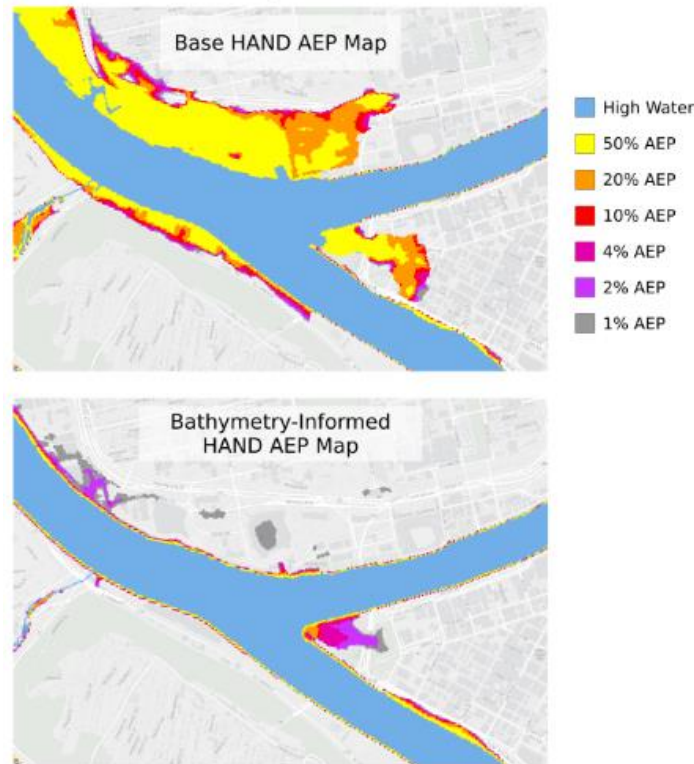 Base HAND AEP Map
High Water
50% AEP
20% AEP
10% AEP
4% AEP
2% AEP
1% AEP
Bathymetry-Informed
HAND AEP Map